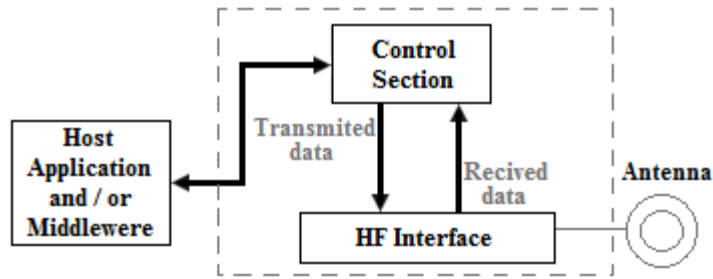 Control
Section
Transmited
data
Host
Application
and / or
Middlewere
Recived
data
Antenna
HF Interface